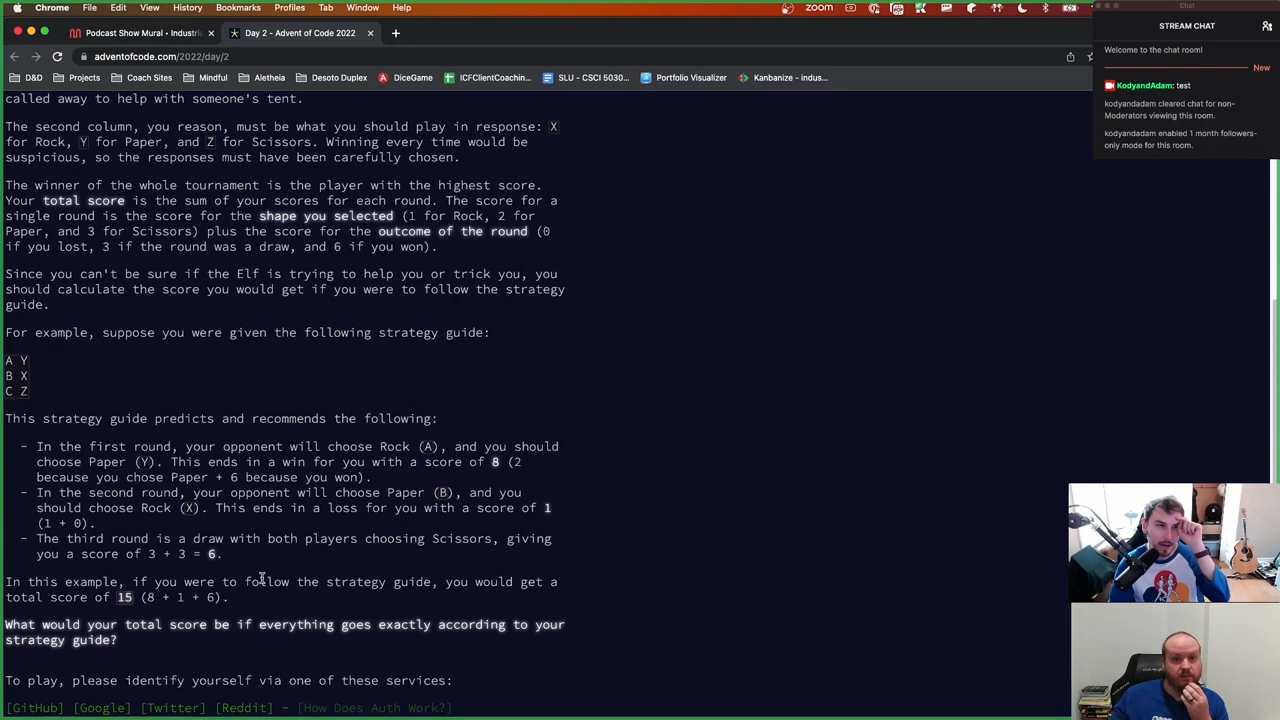 Chrome File Edit View History Bookmarks Profiles Tab Window Help
zoom
Chat
Podcast Show Mural • Industri
Day 2 - Advent of Code 2022
adventofcode.com/2022/day/2
D&D
Projects
Coach Sites
Mindful
Aletheia
Desoto Duplex
DiceGame
ICFClientCoachin...
SLU - CSCI 5030...
Portfolio Visualizer
Kanbanize - indus...
STREAM CHAT
Welcome to the chat room!
New
KodyandAdam: test
kodyandadam cleared chat for non-
Moderators viewing this room.
kodyandadam enabled 1 month followers-
only mode for this room.
called away to help with someone's tent.
The second column, you reason, must be what you should play in response: X
for Rock, Y for Paper, and Z for Scissors. Winning every time would be
suspicious, so the responses must have been carefully chosen.
The winner of the whole tournament is the player with the highest score.
Your total score is the sum of your scores for each round. The score for a
single round is the score for the shape you selected (1 for Rock, 2 for
Paper, and 3 for Scissors) plus the score for the outcome of the round (0
if you lost, 3 if the round was a draw, and 6 if you won).
Since you can't be sure if the Elf is trying to help you or trick you, you
should calculate the score you would get if you were to follow the strategy
guide.
For example, suppose you were given the following strategy guide:
A Y
B X
C Z
This strategy guide predicts and recommends the following:
- In the first round, your opponent will choose Rock (A), and you should
choose Paper (Y). This ends in a win for you with a score of 8 (2
because you chose Paper + 6 because you won).
- In the second round, your opponent will choose Paper (B), and you
should choose Rock (X). This ends in a loss for you with a score of 1
(1 + 0).
- The third round is a draw with both players choosing Scissors, giving
you a score of 3 + 3 = 6.
In this example, if you were to follow the strategy guide, you would get a
total score of 15 (8 + 1 + 6).
What would your total score be if everything goes exactly according to your
strategy guide?
To play, please identify yourself via one of these services:
[GitHub] [Google] [Twitter] [Reddit] - [How Does Auth Work?]